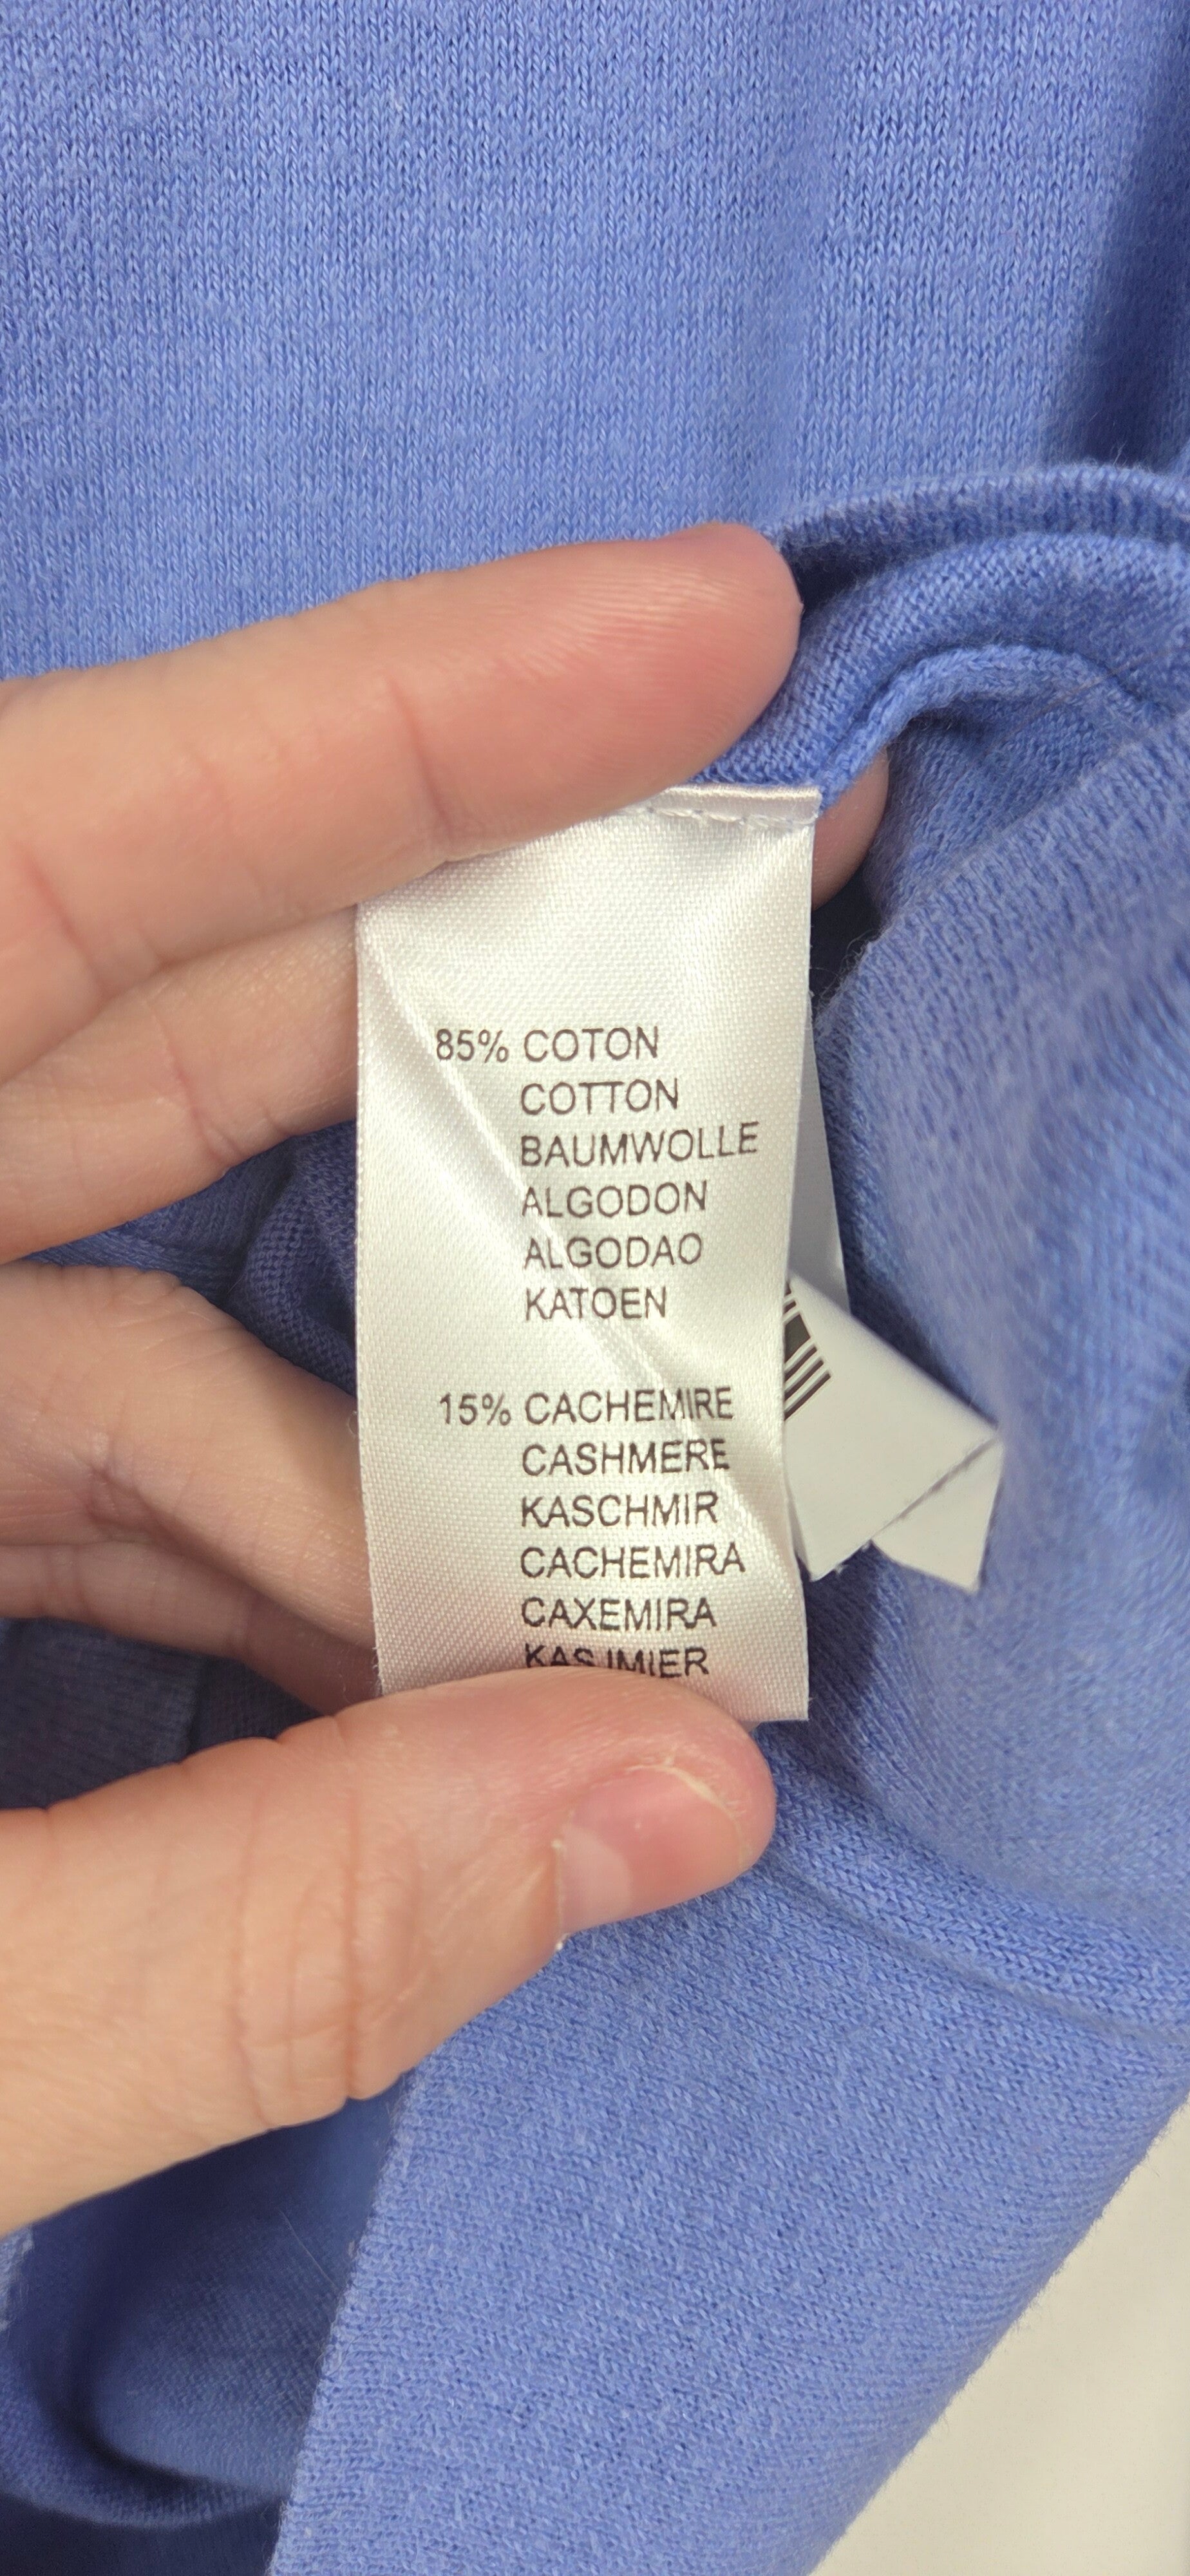 85% COTON
COTTON
BAUMWOLLE
ALGODON
ALGODAO
KATOEN
15% CACHEMIRE
CASHMERE
KASCHMIR
CACHEMIRA
CAXEMIRA
KASJMIER